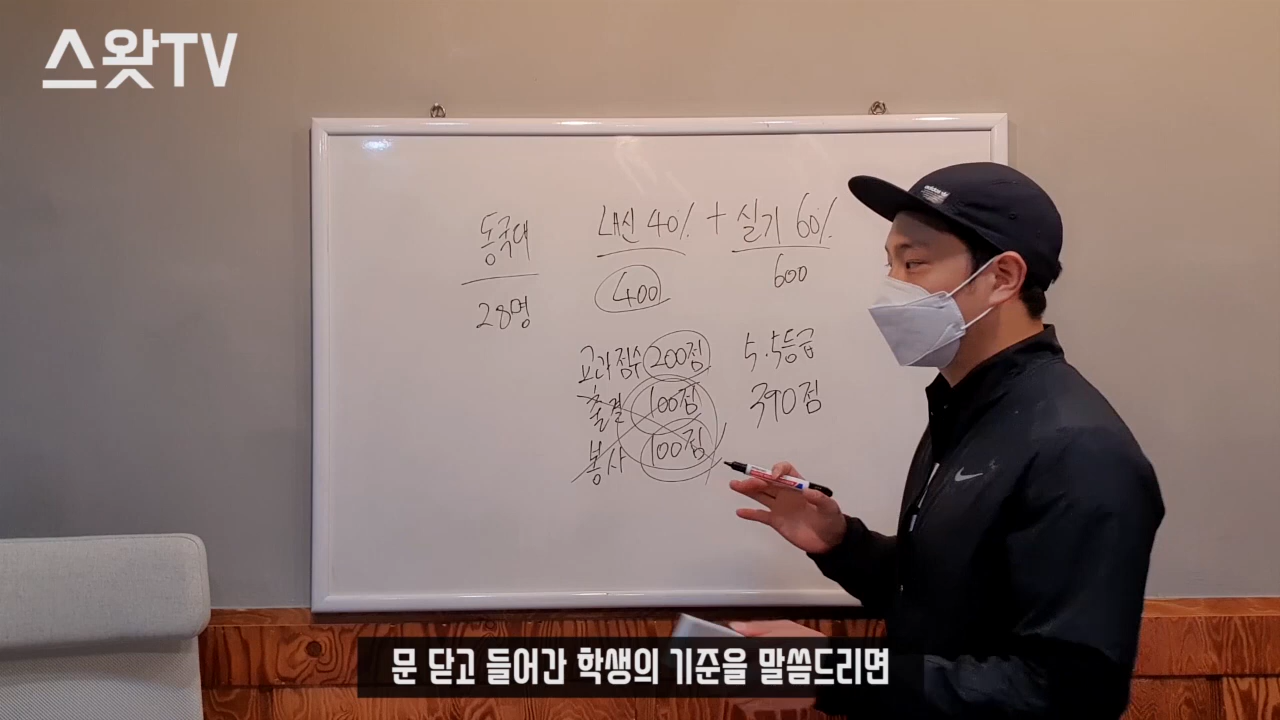 스왓TV
동국대
28명
내신 40% + 실기 60%
400
600
교과점수 200점
출결 100점
봉사 100점
5.5등급
390점
adidas
문 닫고 들어간 학생의 기준을 말씀드리면